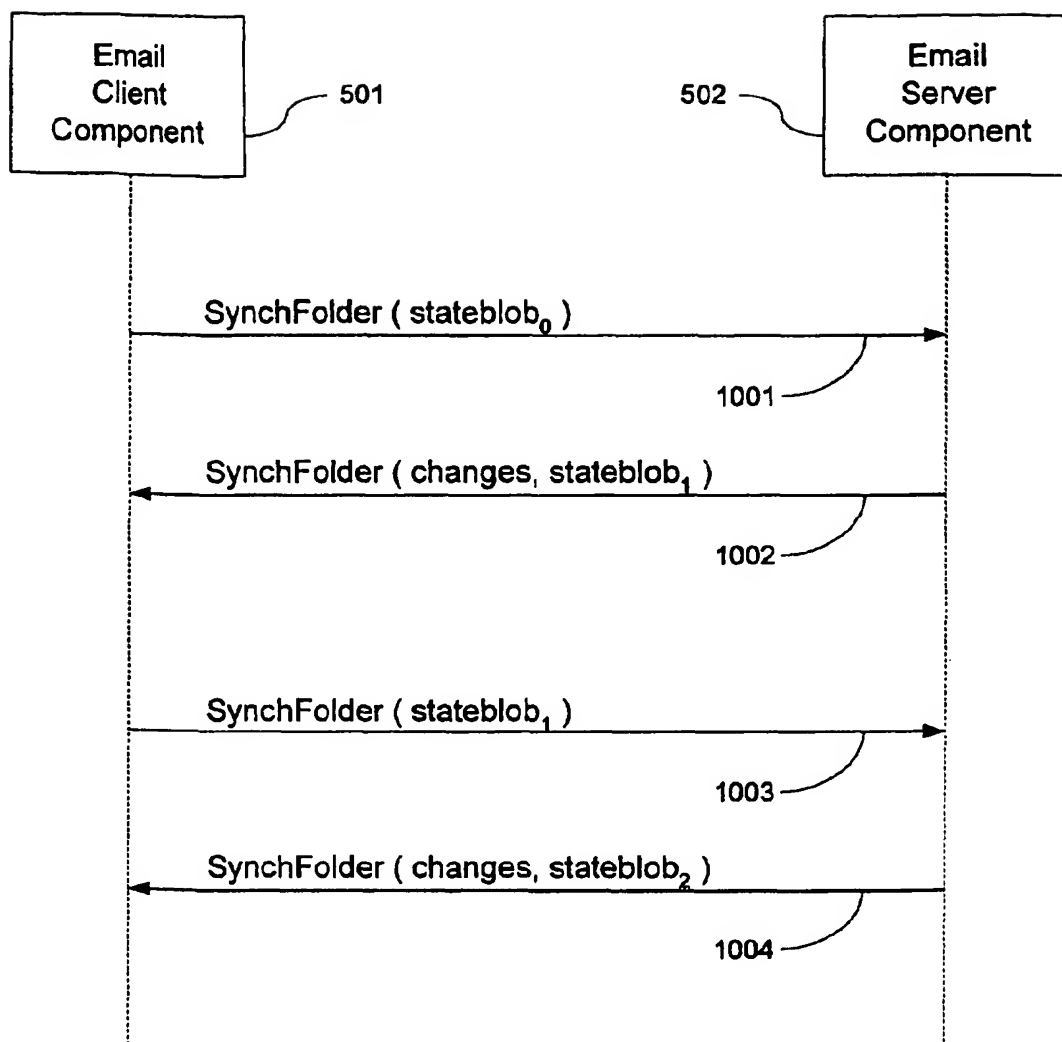 Email
Client
Component
501
502
Email
Server
Component
SynchFolder ( stateblob₀ )
1001
SynchFolder ( changes, stateblob₁ )
1002
SynchFolder ( stateblob₁ )
1003
SynchFolder ( changes, stateblob₂ )
1004